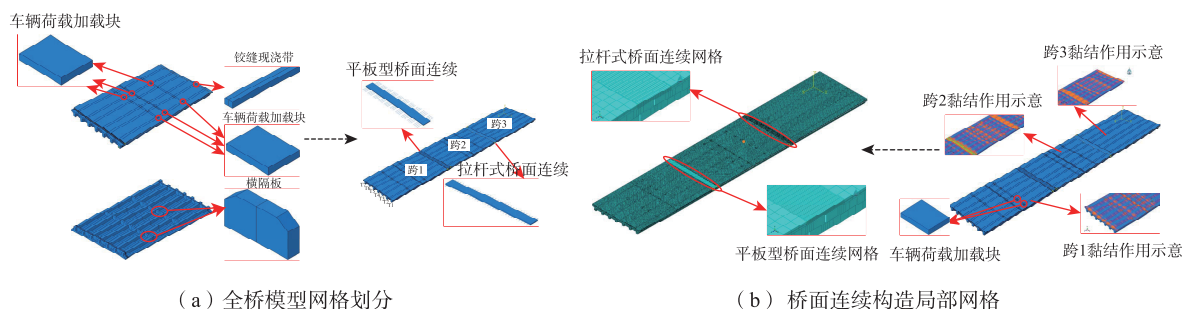 车辆荷载加载块
铰缝现浇带
车辆荷载加载块
横隔板
平板型桥面连续
跨3
跨2
跨1
拉杆式桥面连续
(a)全桥模型网格划分
拉杆式桥面连续网格
平板型桥面连续网格
跨3黏结作用示意
跨2黏结作用示意
车辆荷载加载块
跨1黏结作用示意
(b) 桥面连续构造局部网格